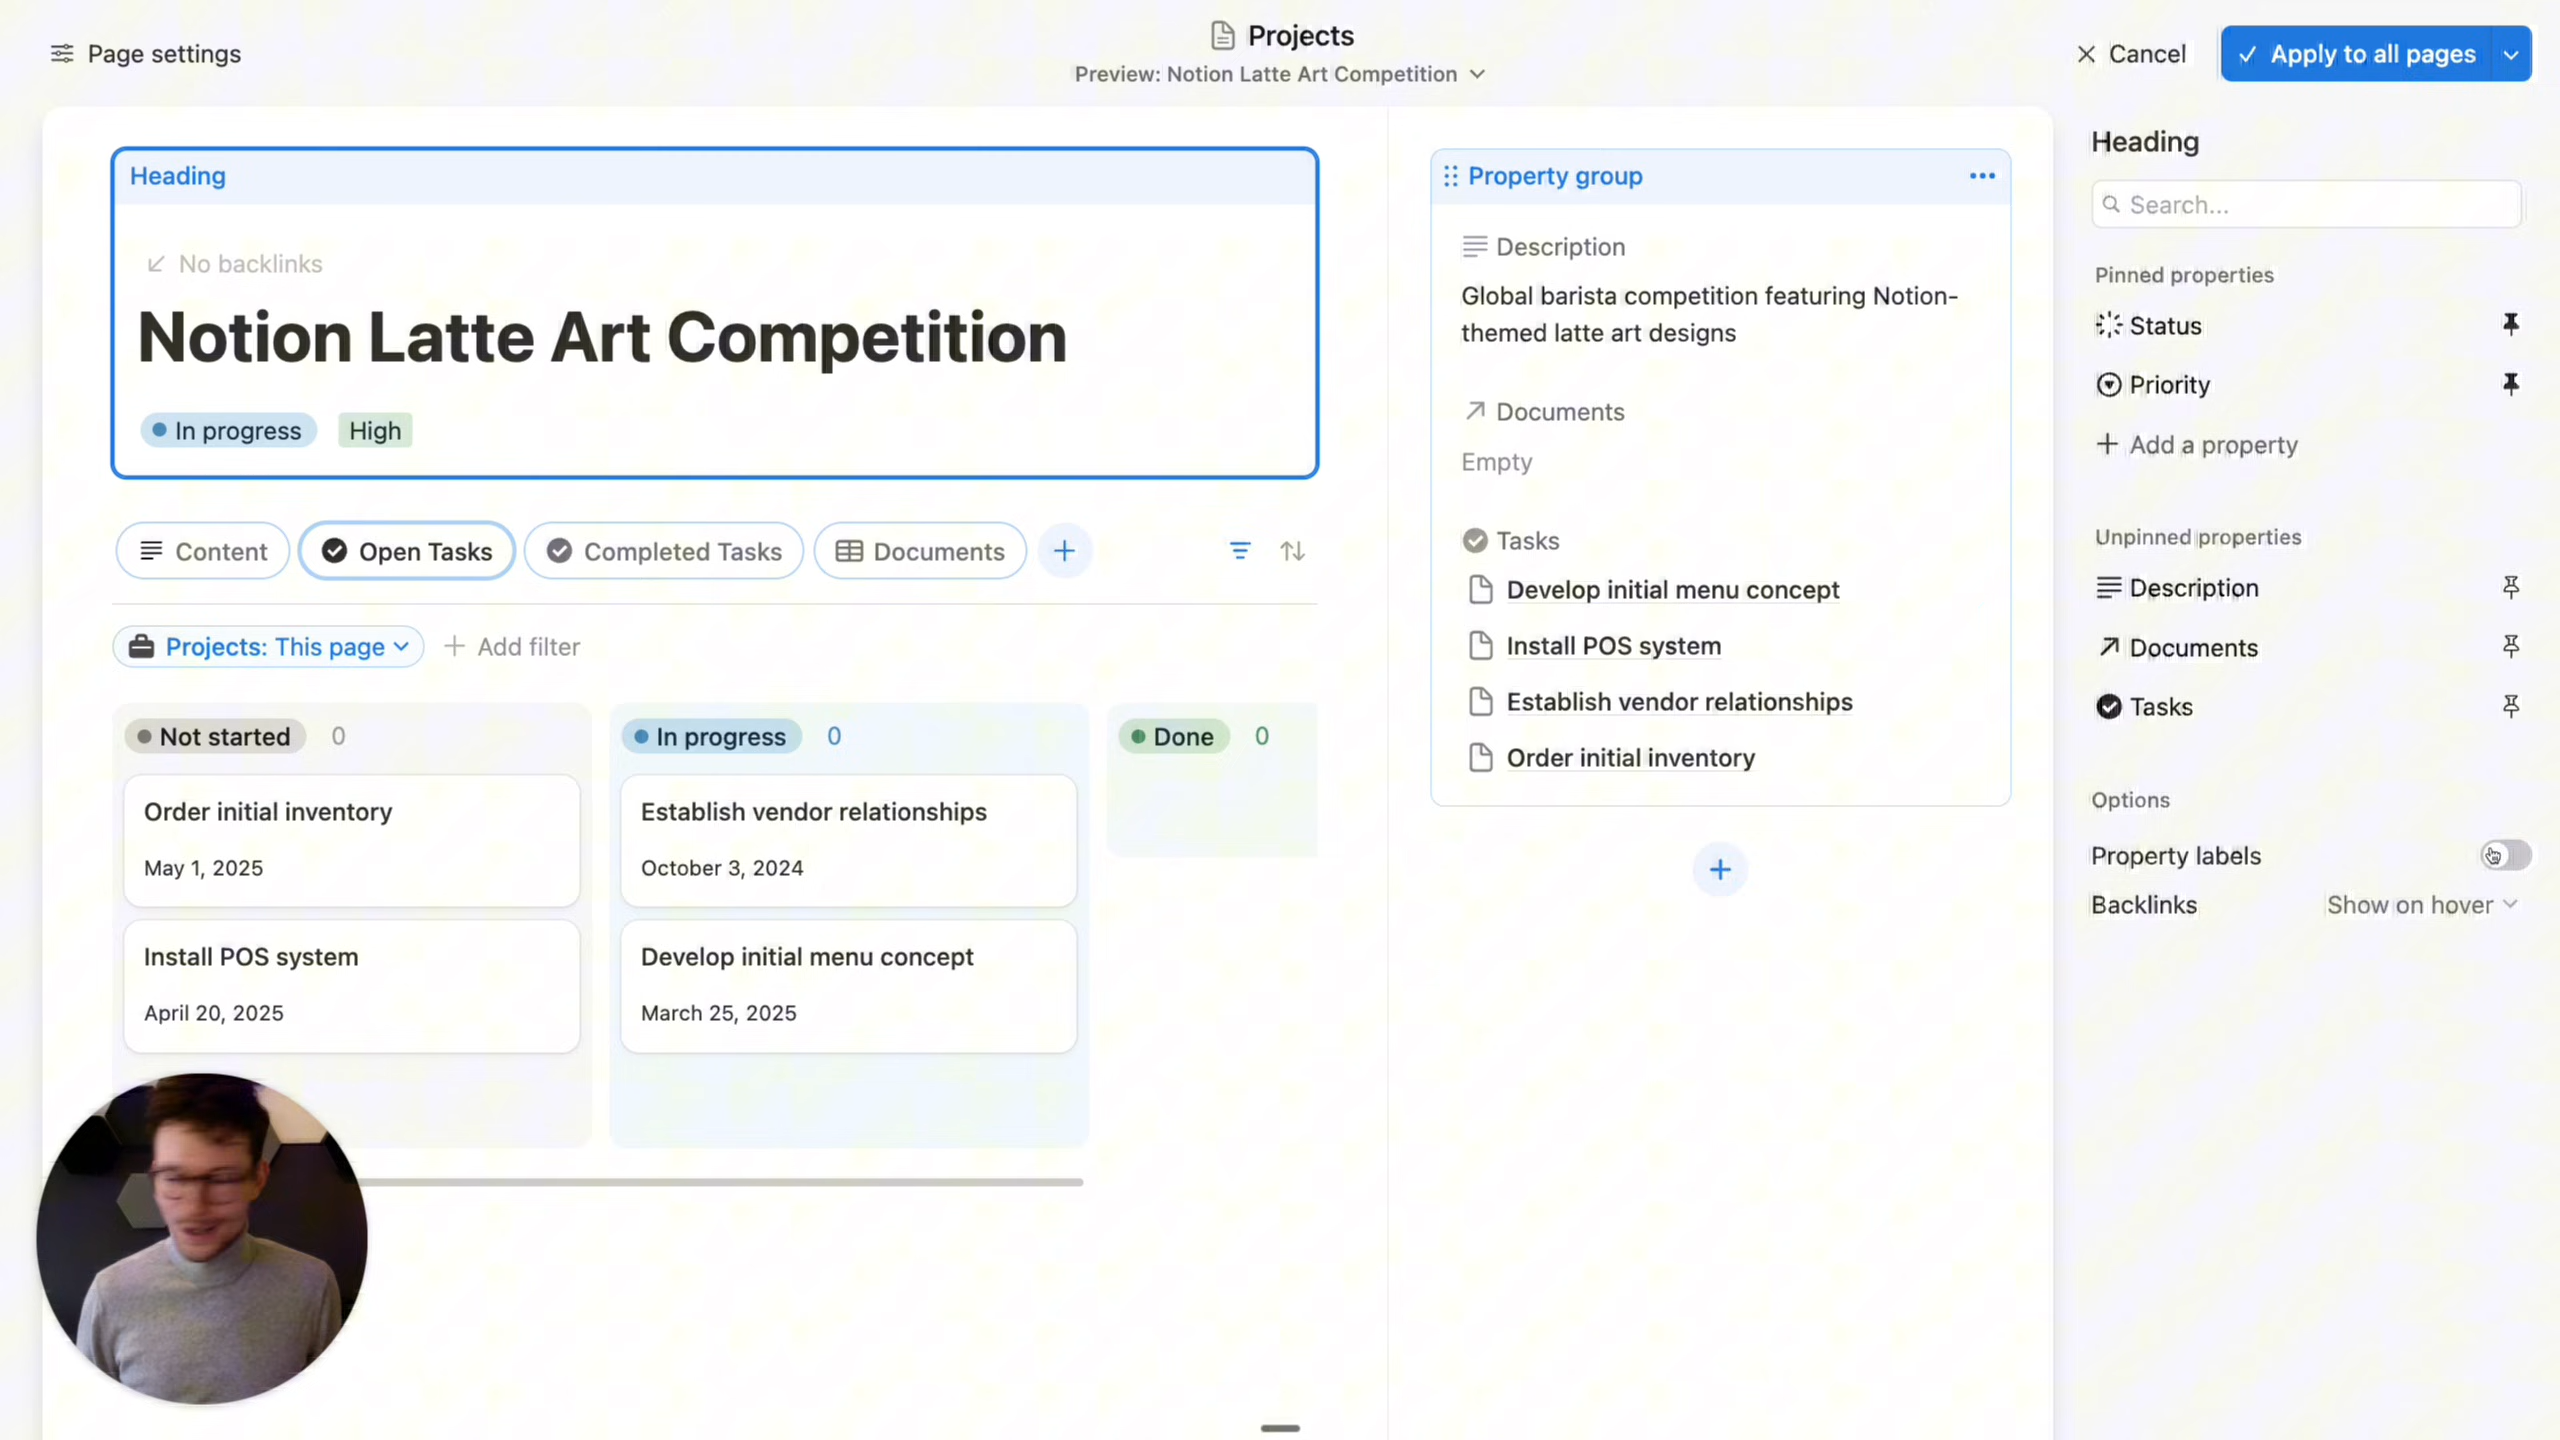 Page settings
Projects
Preview: Notion Latte Art Competition
Cancel
Apply to all pages
Heading
No backlinks
Notion Latte Art Competition
In progress
High
Content
Open Tasks
Completed Tasks
Documents
Projects: This page
Add filter
Not started 0
Order initial inventory
May 1, 2025
Install POS system
April 20, 2025
In progress 0
Establish vendor relationships
October 3, 2024
Develop initial menu concept
March 25, 2025
Done 0
Property group
Description
Global barista competition featuring Notion-
themed latte art designs
Documents
Empty
Tasks
Develop initial menu concept
Install POS system
Establish vendor relationships
Order initial inventory
Heading
Search...
Pinned properties
Status
Priority
Add a property
Unpinned properties
Description
Documents
Tasks
Options
Property labels
Backlinks
Show on hover